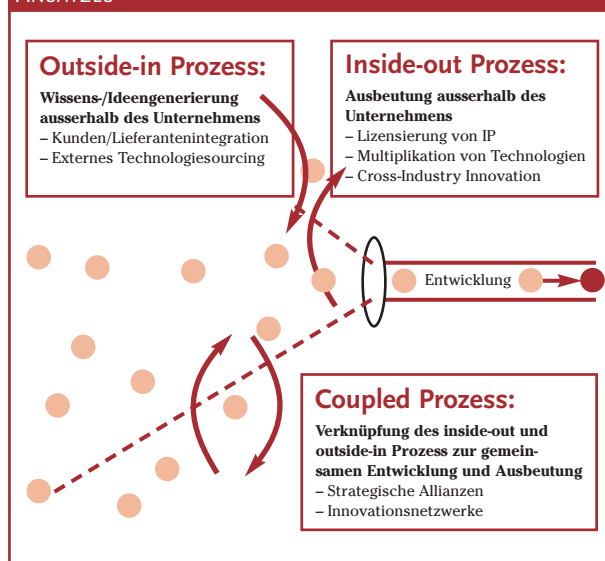 Outside-in Prozess:
Wissens-/Ideengenerierung
ausserhalb des Unternehmens
– Kunden/Lieferantenintegration
– Externes Technologiesourcing
Inside-out Prozess:
Ausbeutung ausserhalb des
Unternehmens
– Lizensierung von IP
– Multiplikation von Technologien
– Cross-Industry Innovation
Entwicklung
Coupled Prozess:
Verknüpfung des inside-out und
outside-in Prozess zur gemein-
samen Entwicklung und Ausbeutung
– Strategische Allianzen
– Innovationsnetzwerke